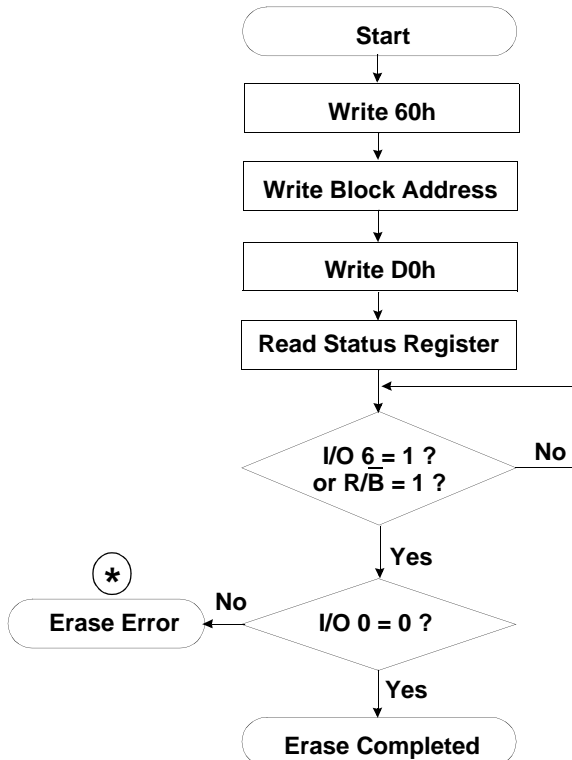 Start
Write 60h
Write Block Address
Write D0h
Read Status Register
I/O 6 = 1 ?
or R/B̅ = 1 ?
No
Yes
*
No
Erase Error
I/O 0 = 0 ?
Yes
Erase Completed